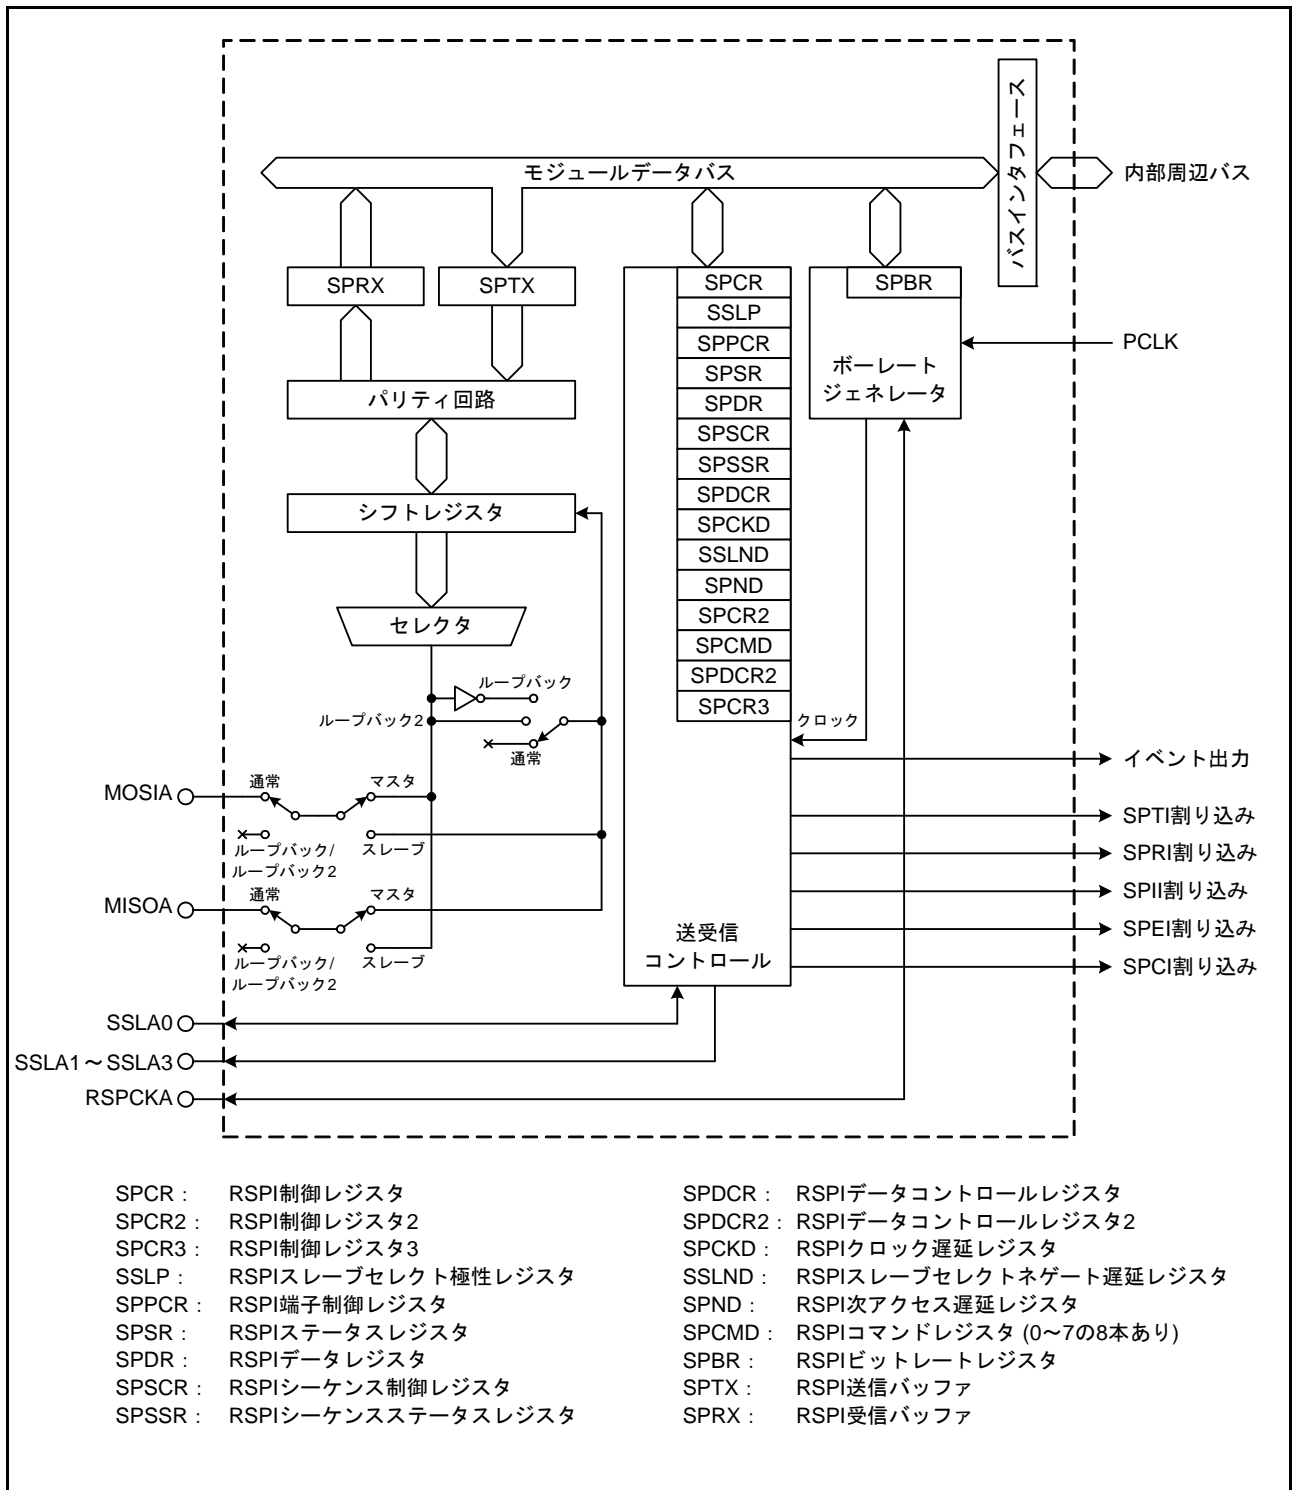 バスインタフェース
モジュールデータバス
内部周辺バス
SPRX
SPTX
SPCR
SPBR
SSLP
SPPCR
PCLK
SPSR
ボーレート
ジェネレータ
パリティ回路
SPDR
SPSCR
SPSSR
SPDCR
シフトレジスタ
SPCKD
SSLND
SPND
SPCR2
セレクタ
SPCMD
SPDCR2
ループバック
SPCR3
ループバック2
クロック
通常
イベント出力
MOSIA
通常
マスタ
SPTI割り込み
ループバック/
ループバック2
スレーブ
SPRI割り込み
MISOA
通常
マスタ
SPII割り込み
送受信
コントロール
SPEI割り込み
ループバック/
ループバック2
スレーブ
SPCI割り込み
SSLA0
SSLA1～SSLA3
RSPCKA
SPCR : RSPI制御レジスタ
SPCR2 : RSPI制御レジスタ2
SPCR3 : RSPI制御レジスタ3
SSLP : RSPIスレーブセレクト極性レジスタ
SPPCR : RSPI端子制御レジスタ
SPSR : RSPIステータスレジスタ
SPDR : RSPIデータレジスタ
SPSCR : RSPIシーケンス制御レジスタ
SPSSR : RSPIシーケンスステータスレジスタ
SPDCR : RSPIデータコントロールレジスタ
SPDCR2 : RSPIデータコントロールレジスタ2
SPCKD : RSPIクロック遅延レジスタ
SSLND : RSPIスレーブセレクトネゲート遅延レジスタ
SPND : RSPI次アクセス遅延レジスタ
SPCMD : RSPIコマンドレジスタ (0～7の8本あり)
SPBR : RSPIビットレートレジスタ
SPTX : RSPI送信バッファ
SPRX : RSPI受信バッファ